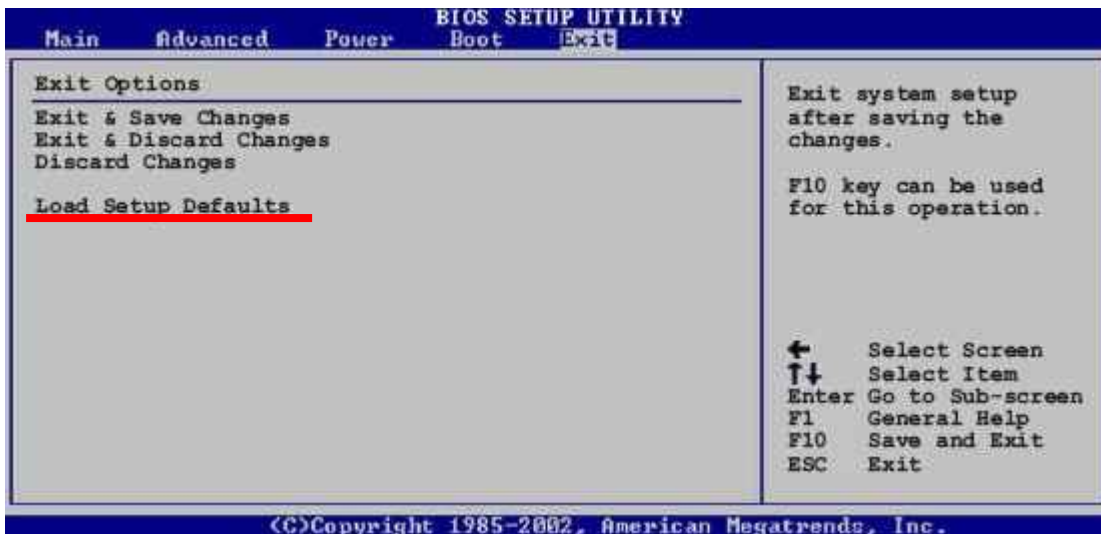 BIOS SETUP UTILITY
Main Advanced Power Boot Exit
Exit Options
Exit & Save Changes
Exit & Discard Changes
Discard Changes
Load Setup Defaults
Exit system setup
after saving the
changes.
F10 key can be used
for this operation.
← Select Screen
↑↓ Select Item
Enter Go to Sub-screen
F1 General Help
F10 Save and Exit
ESC Exit
(C)Copyright 1985-2002, American Megatrends, Inc.